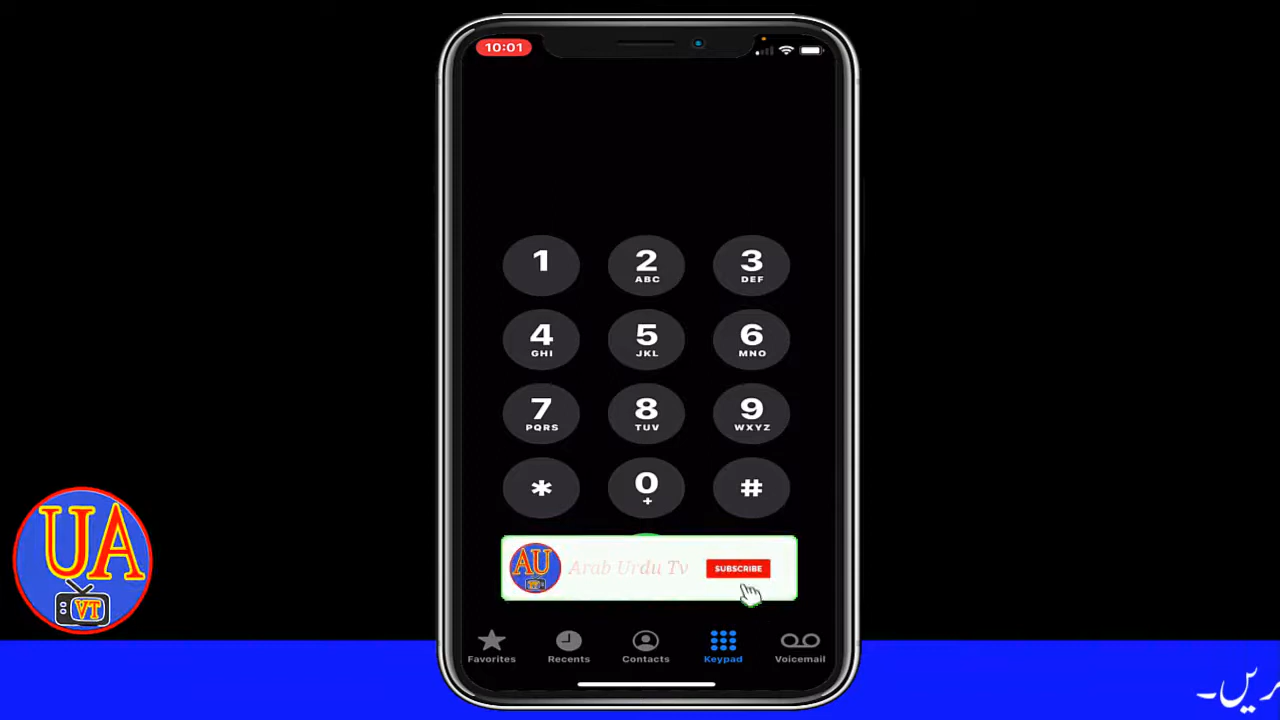 10:01
1
2
ABC
3
DEF
4
GHI
5
JKL
6
MNO
7
PQRS
8
TUV
9
WXYZ
*
0
+
#
UA
VT
AU
Arab Urdu Tv
SUBSCRIBE
Favorites
Recents
Contacts
Keypad
Voicemail